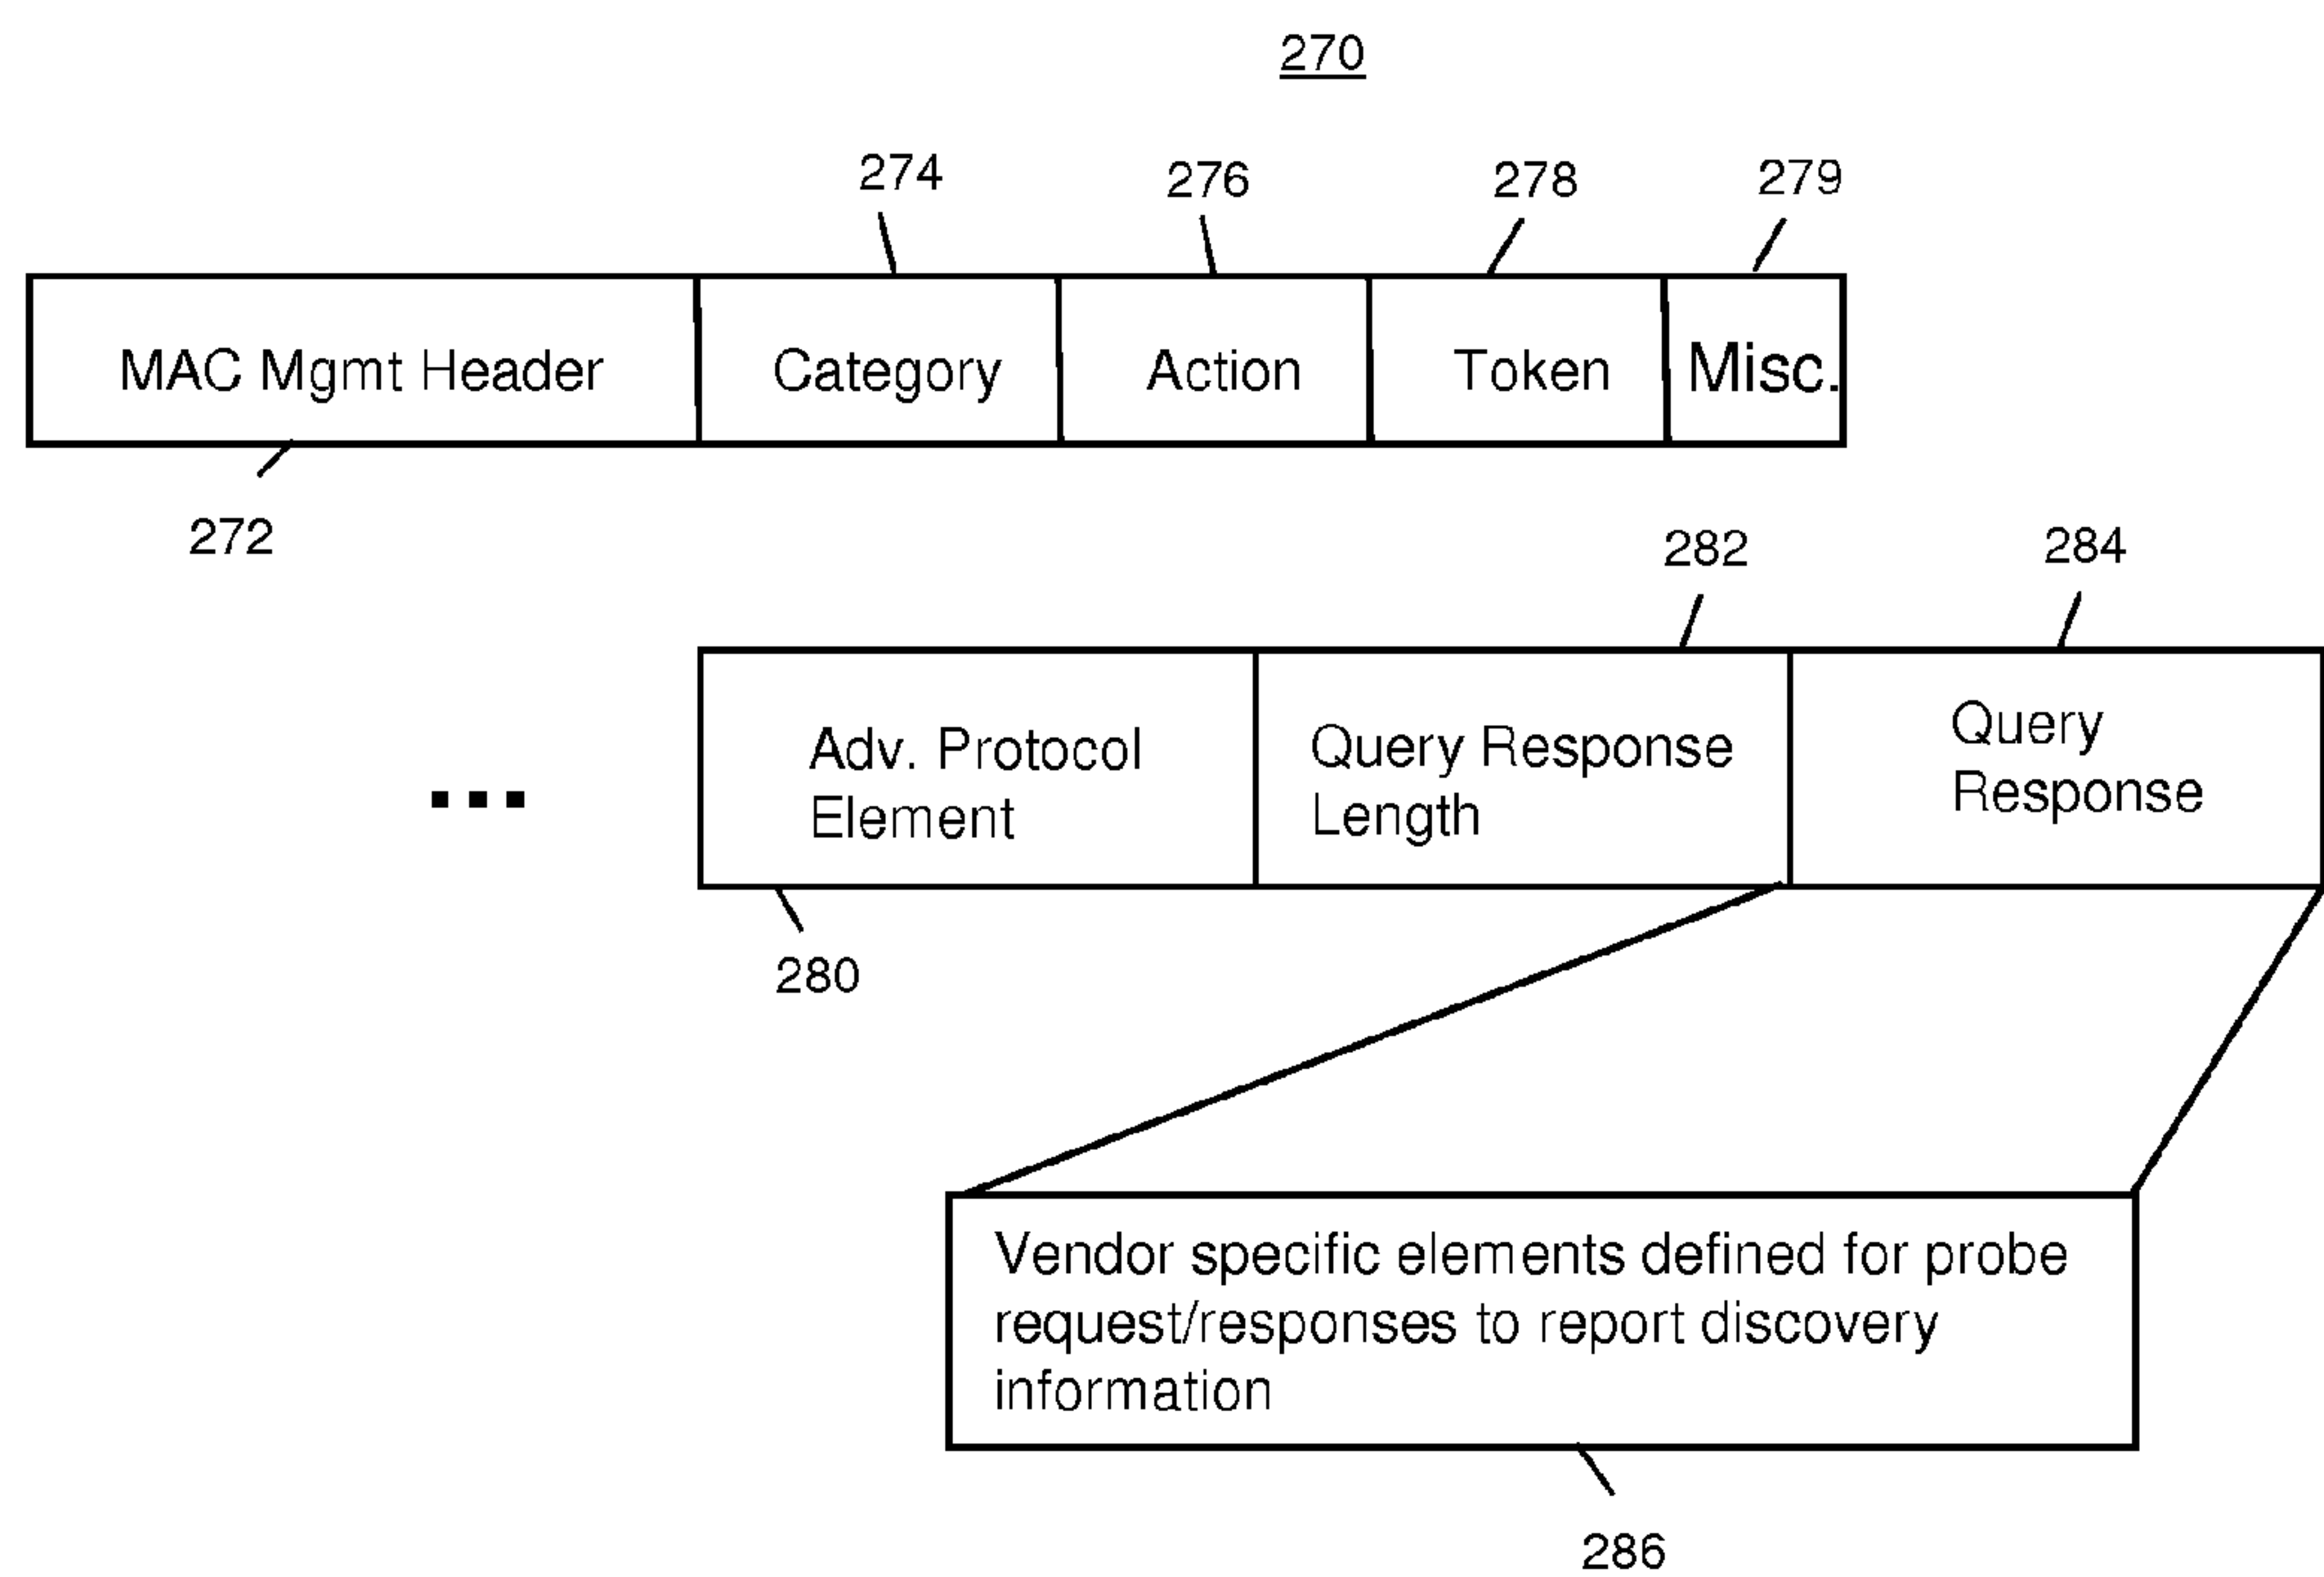 270
274
276
278
279
MAC Mgmt Header
Category
Action
Token
Misc.
272
282
284
Adv. Protocol
Element
Query Response
Length
Query
Response
280
Vendor specific elements defined for probe
request/responses to report discovery
information
286